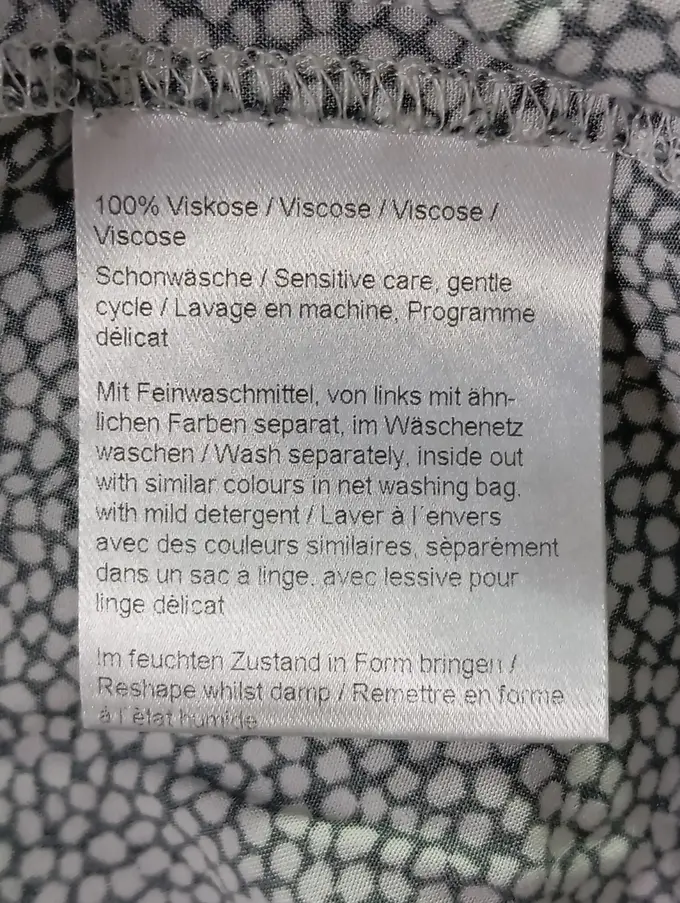 100% Viskose / Viscose / Viscose /
Viscose
Schonwäsche / Sensitive care, gentle
cycle / Lavage en machine, Programme
délicat
Mit Feinwaschmittel, von links mit ähn-
lichen Farben separat, im Wäschenetz
waschen / Wash separately, inside out
with similar colours in net washing bag,
with mild detergent / Laver à l´envers
avec des couleurs similaires, séparément
dans un sac a linge, avec lessive pour
linge délicat
Im feuchten Zustand in Form bringen /
Reshape whilst damp / Remettre en forme
à l´état humide